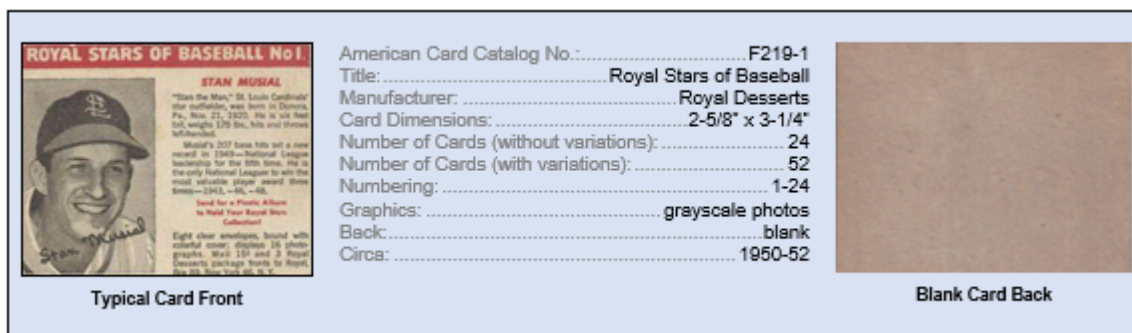 ROYAL STARS OF BASEBALL No1.
STAN MUSIAL
"Stan the Man," St. Louis Cardinals'
star outfielder, was born in Donora,
Pa., Nov. 21, 1920. He is six feet
tall, weighs 175 lbs., hits and throws
left-handed.
Musial's 207 base hits set a new
record in 1949—National League
leadership for the fifth time. He is
the only National Leaguer to win the
most valuable player award three
times—1943, –46, –48.
Send for a Plastic Album
to Hold Your Royal Stars
Collection!
Eight clear envelopes, bound with
colorful cover; displays 16 photo-
graphs. Mail 15¢ and 3 Royal
Desserts package fronts to Royal,
Box 89, New York 46, N. Y.
Stan Musial
Typical Card Front
American Card Catalog No.: F219-1
Title: Royal Stars of Baseball
Manufacturer: Royal Desserts
Card Dimensions: 2-5/8" x 3-1/4"
Number of Cards (without variations): 24
Number of Cards (with variations): 52
Numbering: 1-24
Graphics: grayscale photos
Back: blank
Circa: 1950-52
Blank Card Back